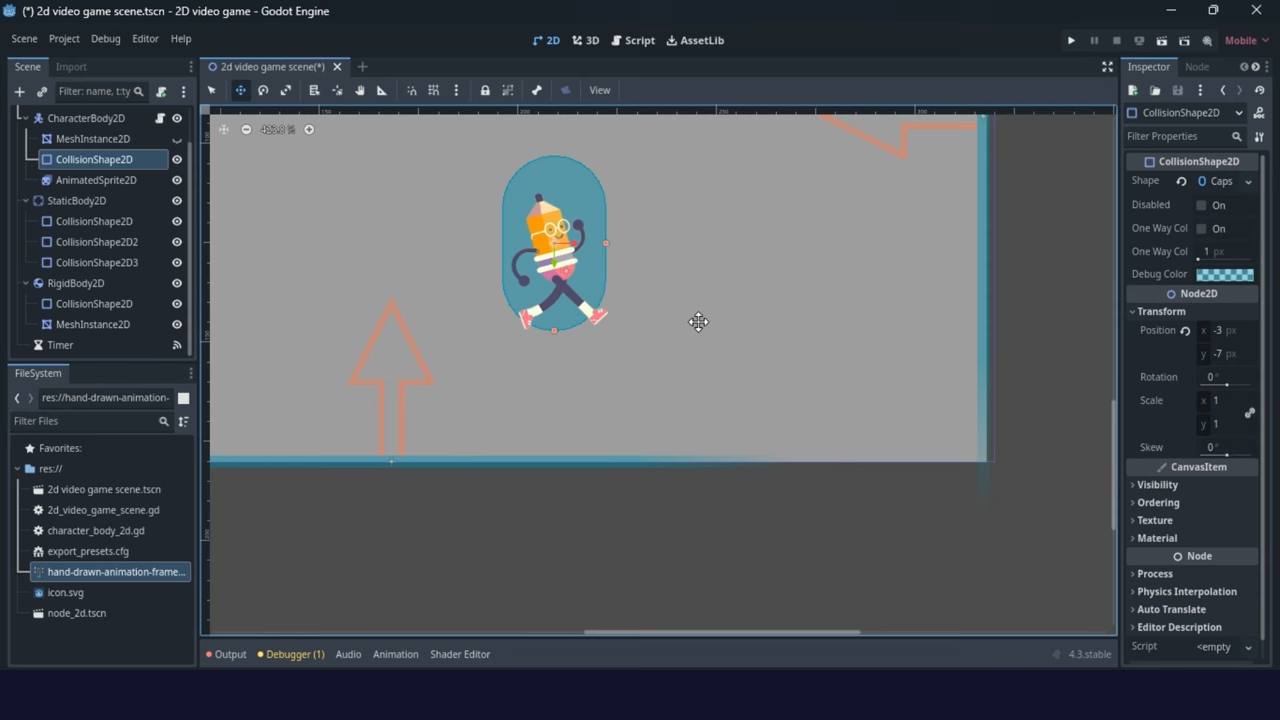 (*) 2d video game scene.tscn - 2D video game - Godot Engine
Scene Project Debug Editor Help
2D 3D Script AssetLib
Mobile
Scene Import
2d video game scene(*)
Inspector Node
Filter: name, t:ty
View
CharacterBody2D
MeshInstance2D
CollisionShape2D
AnimatedSprite2D
StaticBody2D
CollisionShape2D
CollisionShape2D2
CollisionShape2D3
RigidBody2D
CollisionShape2D
MeshInstance2D
Timer
FileSystem
res://hand-drawn-animation-
Filter Files
Favorites:
res://
2d video game scene.tscn
2d_video_game_scene.gd
character_body_2d.gd
export_presets.cfg
hand-drawn-animation-frame...
icon.svg
node_2d.tscn
Output Debugger (1) Audio Animation Shader Editor
4.3.stable
CollisionShape2D
Filter Properties
CollisionShape2D
Shape Caps
Disabled On
One Way Col On
One Way Col 1 px
Debug Color
Node2D
Transform
Position x -3 px
y -7 px
Rotation 0 °
Scale x 1
y 1
Skew 0 °
CanvasItem
Visibility
Ordering
Texture
Material
Node
Process
Physics Interpolation
Auto Translate
Editor Description
Script <empty>